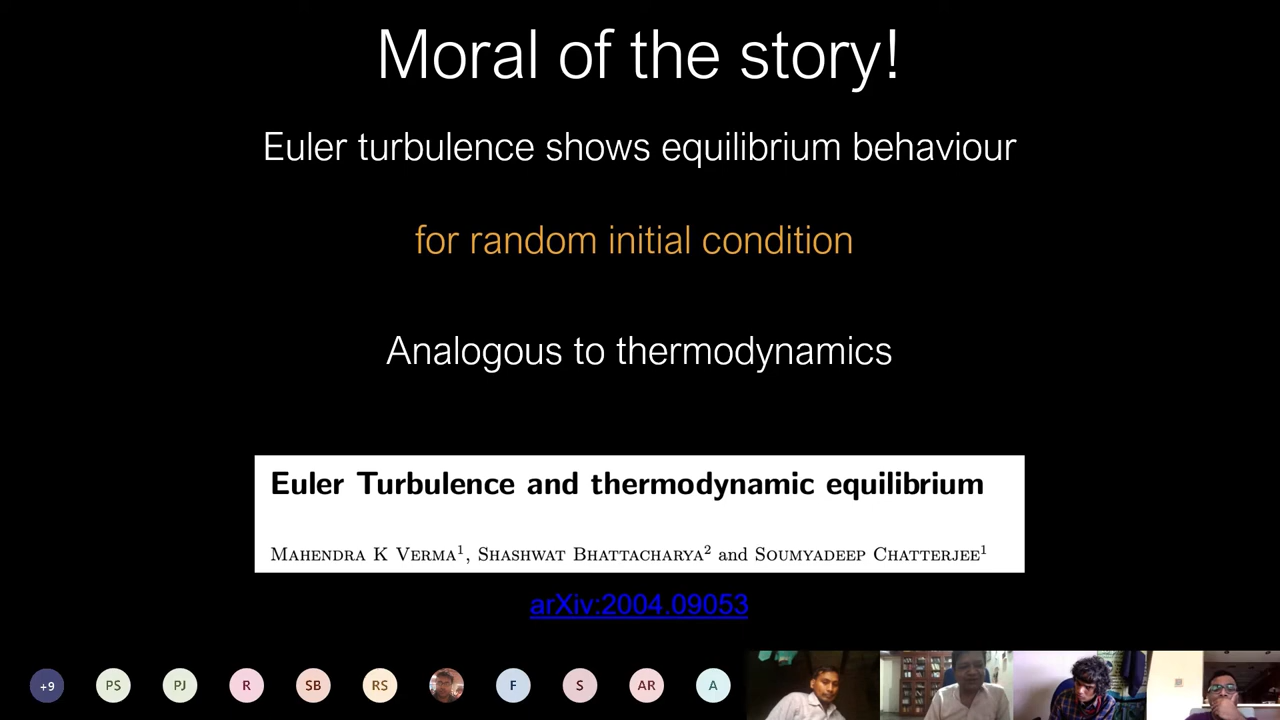 Moral of the story!
Euler turbulence shows equilibrium behaviour
for random initial condition
Analogous to thermodynamics
Euler Turbulence and thermodynamic equilibrium
MAHENDRA K VERMA¹, SHASHWAT BHATTACHARYA² and SOUMYADEEP CHATTERJEE¹
arXiv:2004.09053
+9 PS PJ R SB RS F S AR A